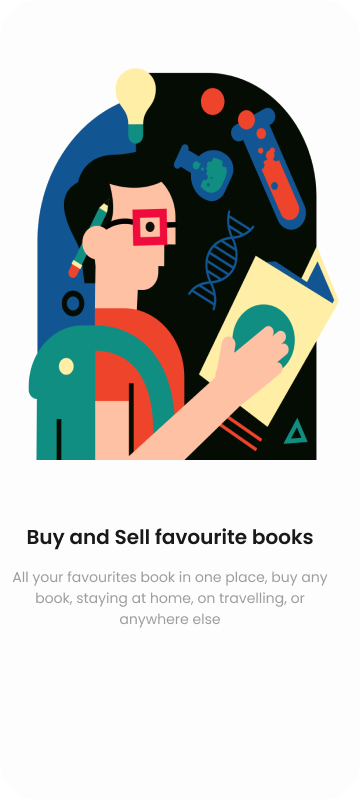 Buy and Sell favourite books
All your favourites book in one place, buy any
book, staying at home, on travelling, or
anywhere else